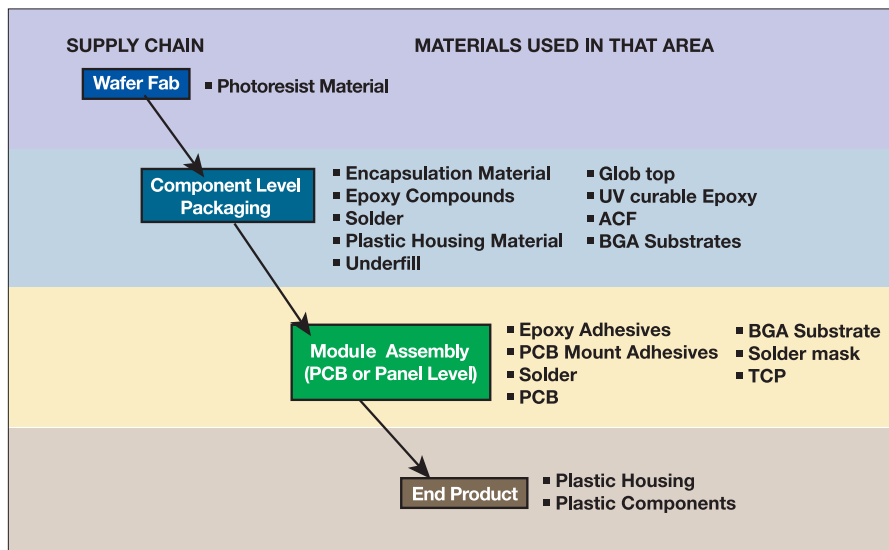 SUPPLY CHAIN
MATERIALS USED IN THAT AREA
Wafer Fab
▪ Photoresist Material
Component Level
Packaging
▪ Encapsulation Material
▪ Epoxy Compounds
▪ Solder
▪ Plastic Housing Material
▪ Underfill
▪ Glob top
▪ UV curable Epoxy
▪ ACF
▪ BGA Substrates
Module Assembly
(PCB or Panel Level)
▪ Epoxy Adhesives
▪ PCB Mount Adhesives
▪ Solder
▪ PCB
▪ BGA Substrate
▪ Solder mask
▪ TCP
End Product
▪ Plastic Housing
▪ Plastic Components